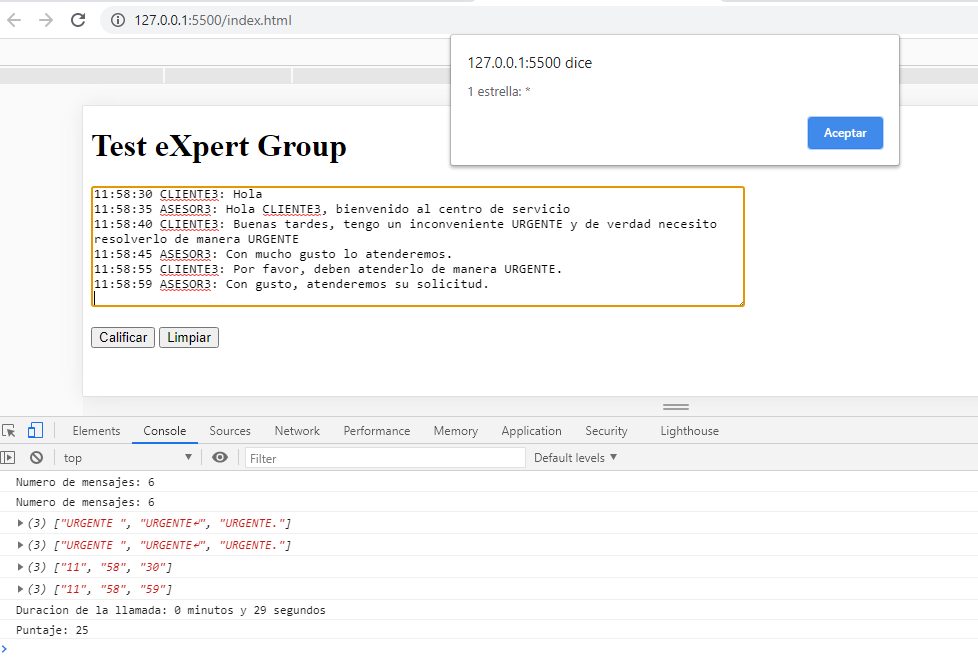 127.0.0.1:5500/index.html
127.0.0.1:5500 dice
1 estrella: *
Aceptar
Test eXpert Group
11:58:30 CLIENTE3: Hola
11:58:35 ASESOR3: Hola CLIENTE3, bienvenido al centro de servicio
11:58:40 CLIENTE3: Buenas tardes, tengo un inconveniente URGENTE y de verdad necesito
resolverlo de manera URGENTE
11:58:45 ASESOR3: Con mucho gusto lo atenderemos.
11:58:55 CLIENTE3: Por favor, deben atenderlo de manera URGENTE.
11:58:59 ASESOR3: Con gusto, atenderemos su solicitud.
Calificar Limpiar
Elements Console Sources Network Performance Memory Application Security Lighthouse
top Filter Default levels
Numero de mensajes: 6
Numero de mensajes: 6
(3) ["URGENTE ", "URGENTE↵", "URGENTE."]
(3) ["URGENTE ", "URGENTE↵", "URGENTE."]
(3) ["11", "58", "30"]
(3) ["11", "58", "59"]
Duracion de la llamada: 0 minutos y 29 segundos
Puntaje: 25